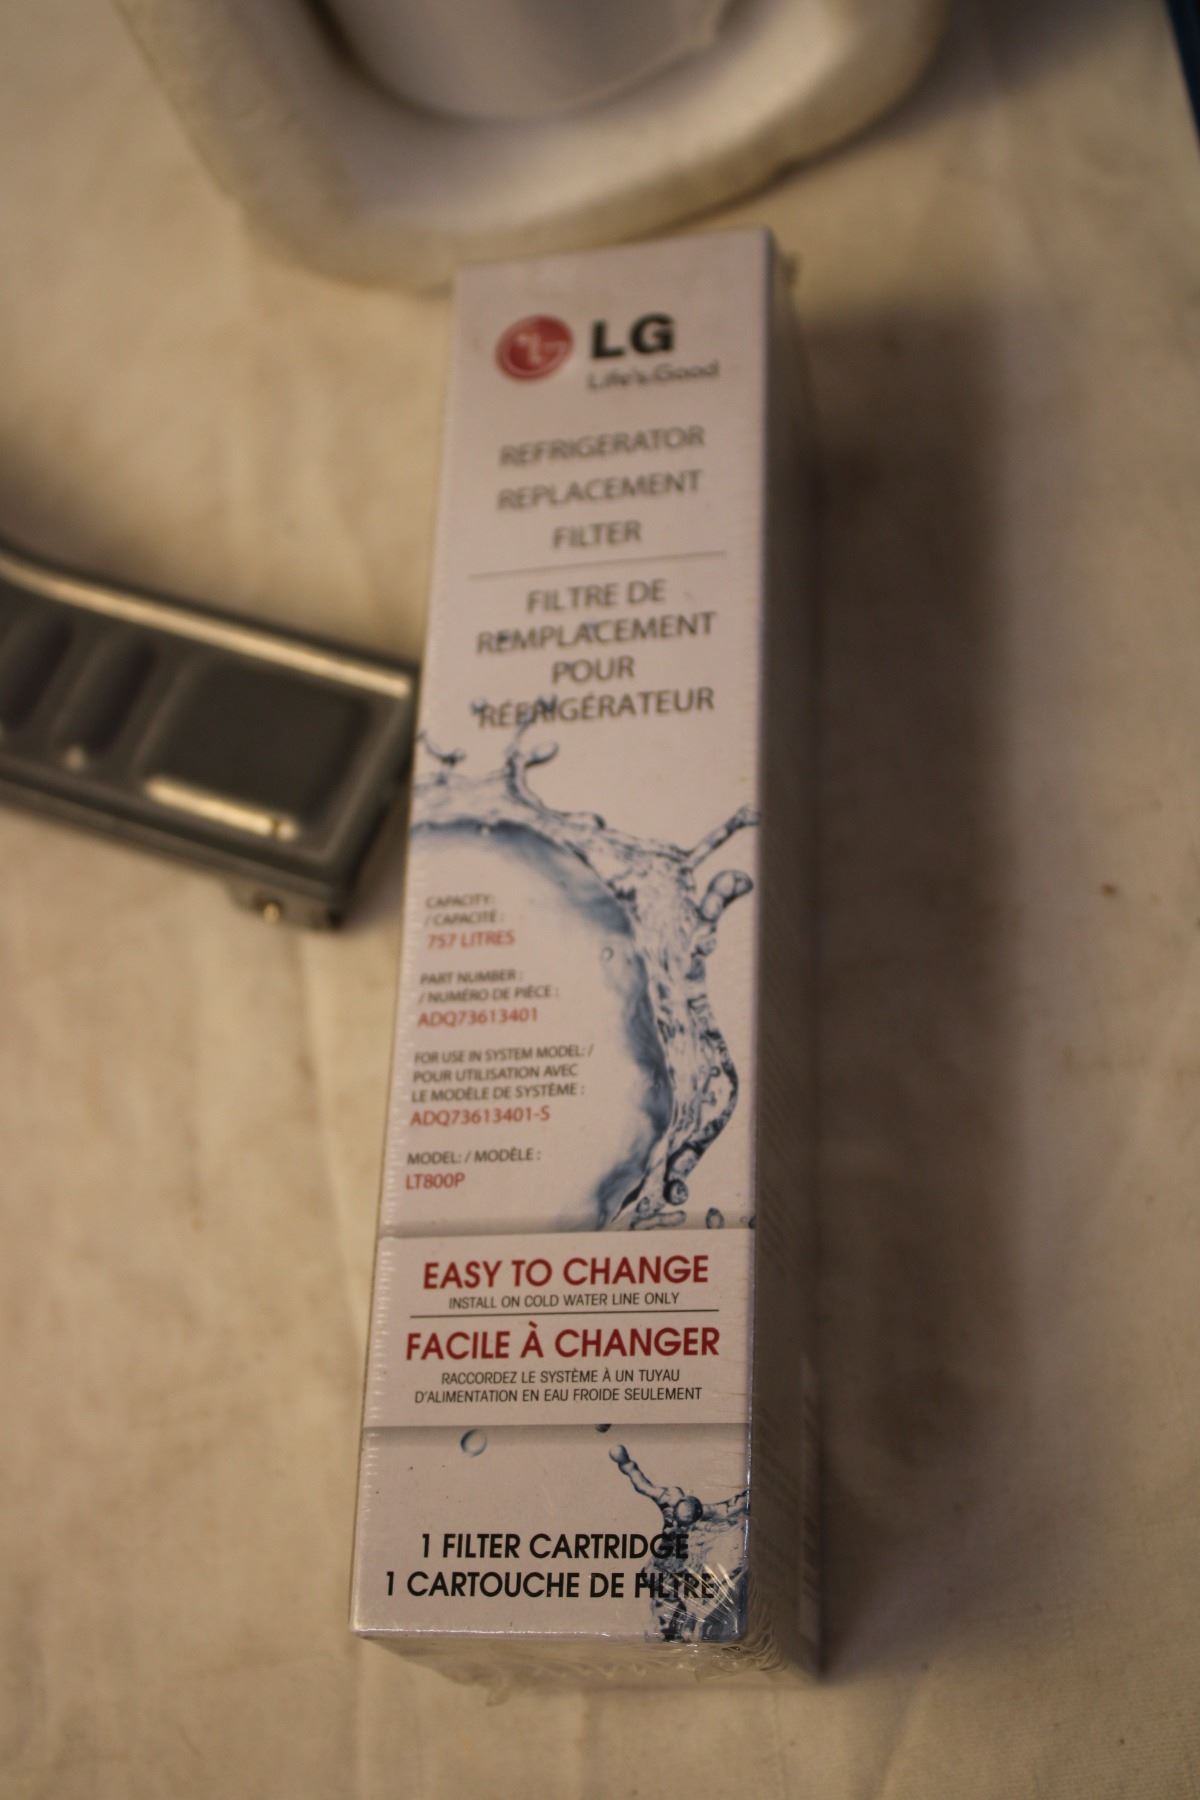 LG
Life's Good
REFRIGERATOR
REPLACEMENT
FILTER
FILTRE DE
REMPLACEMENT
POUR
RÉFRIGÉRATEUR
CAPACITY:
/ CAPACITÉ :
757 LITRES
PART NUMBER :
/ NUMÉRO DE PIÈCE :
ADQ73613401
FOR USE IN SYSTEM MODEL: /
POUR UTILISATION AVEC
LE MODÈLE DE SYSTÈME :
ADQ73613401-S
MODEL: / MODÈLE :
LT800P
EASY TO CHANGE
INSTALL ON COLD WATER LINE ONLY
FACILE À CHANGER
RACCORDEZ LE SYSTÈME À UN TUYAU
D'ALIMENTATION EN EAU FROIDE SEULEMENT
1 FILTER CARTRIDGE
1 CARTOUCHE DE FILTRE